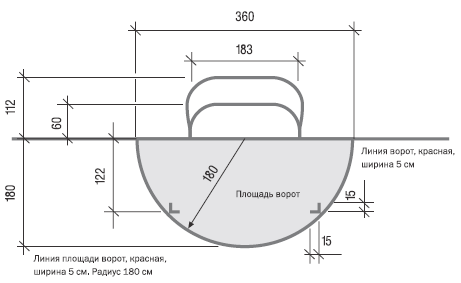 360
183
112
60
Линия ворот, красная,
ширина 5 см
180
122
180
Площадь ворот
15
15
Линия площади ворот, красная,
ширина 5 см. Радиус 180 см